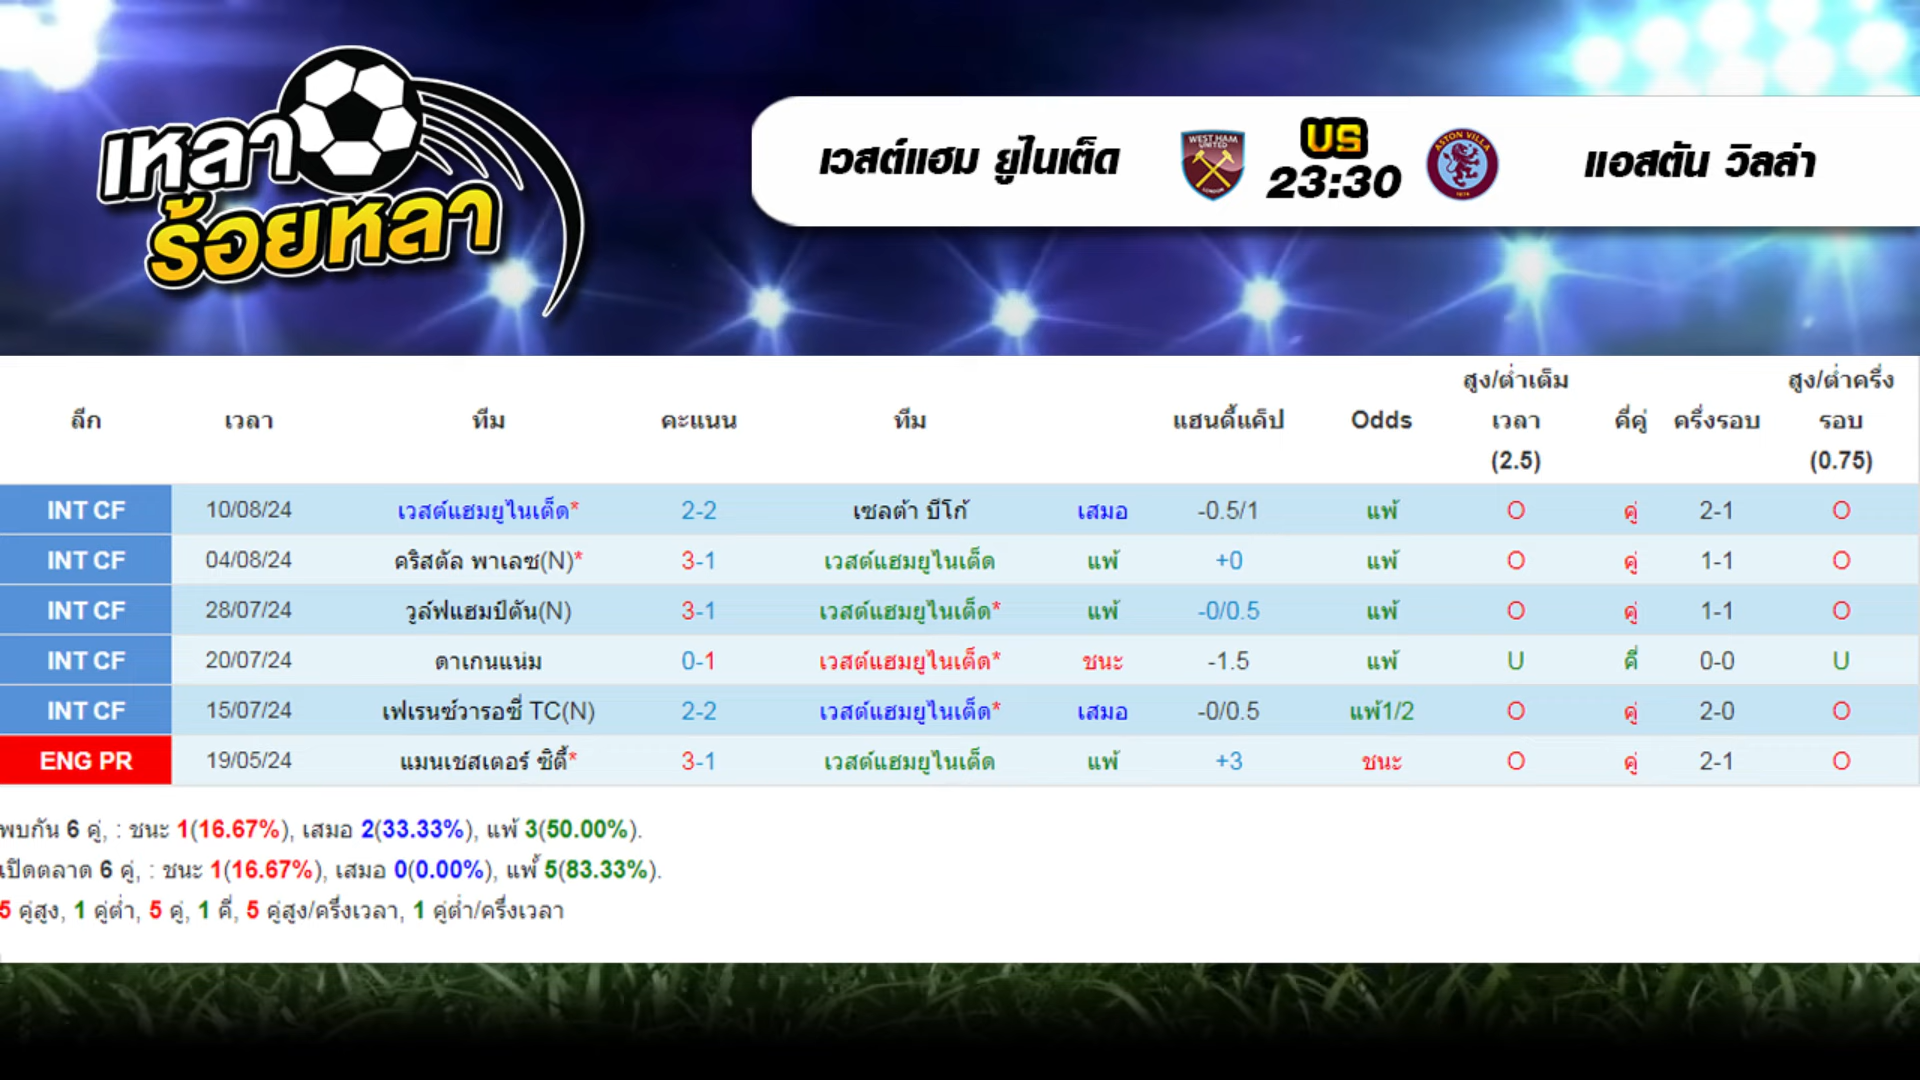 เหลา
ร้อยหลา
เวสต์แฮม ยูไนเต็ด WEST HAM UNITED LONDON VS 23:30 ASTON VILLA แอสตัน วิลล่า
ลีก เวลา ทีม คะแนน ทีม แฮนดี้แค็ป Odds สูง/ต่ำเต็มเวลา (2.5) คี่คู่ ครึ่งรอบ สูง/ต่ำครึ่งรอบ (0.75)
INT CF 10/08/24 เวสต์แฮมยูไนเต็ด* 2-2 เซลต้า บีโก้ เสมอ -0.5/1 แพ้ O คู่ 2-1 O
INT CF 04/08/24 คริสตัล พาเลซ(N)* 3-1 เวสต์แฮมยูไนเต็ด แพ้ +0 แพ้ O คู่ 1-1 O
INT CF 28/07/24 วูล์ฟแฮมป์ตัน(N) 3-1 เวสต์แฮมยูไนเต็ด* แพ้ -0/0.5 แพ้ O คู่ 1-1 O
INT CF 20/07/24 ดาเกนแน่ม 0-1 เวสต์แฮมยูไนเต็ด* ชนะ -1.5 แพ้ U คี่ 0-0 U
INT CF 15/07/24 เฟเรนซ์วารอซี่ TC(N) 2-2 เวสต์แฮมยูไนเต็ด* เสมอ -0/0.5 แพ้1/2 O คู่ 2-0 O
ENG PR 19/05/24 แมนเชสเตอร์ ซิตี้* 3-1 เวสต์แฮมยูไนเต็ด แพ้ +3 ชนะ O คู่ 2-1 O
พบกัน 6 คู่, : ชนะ 1(16.67%), เสมอ 2(33.33%), แพ้ 3(50.00%).
เปิดตลาด 6 คู่, : ชนะ 1(16.67%), เสมอ 0(0.00%), แพ้ 5(83.33%).
5 คู่สูง, 1 คู่ต่ำ, 5 คู่, 1 คี่, 5 คู่สูง/ครึ่งเวลา, 1 คู่ต่ำ/ครึ่งเวลา